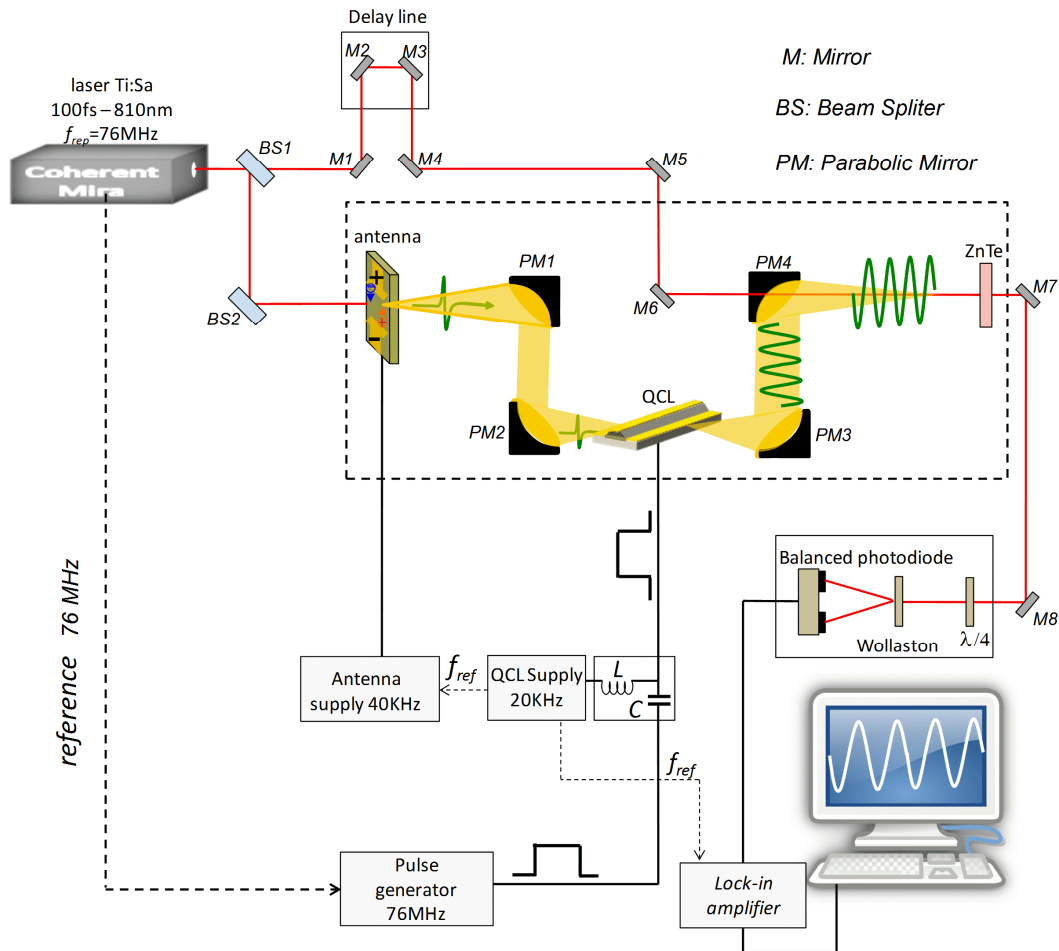 Delay line
M2
M3
M: Mirror
laser Ti:Sa
100fs – 810nm
f_rep=76MHz
BS: Beam Spliter
BS1
M1
M4
M5
PM: Parabolic Mirror
Coherent
Mira
antenna
ZnTe
PM1
PM4
+
M7
BS2
M6
+
−
QCL
PM2
PM3
Balanced photodiode
M8
Wollaston
λ/4
reference 76 MHz
Antenna
supply 40KHz
f_ref
QCL Supply
20KHz
L
C
f_ref
Pulse
generator
76MHz
Lock-in
amplifier